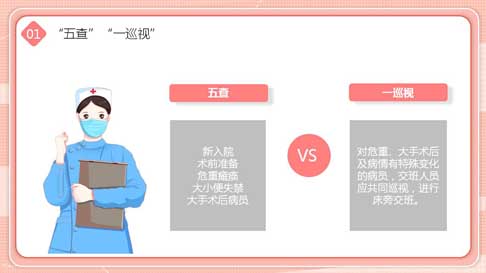 01
“五查”“一巡视”
五查
新入院
术前准备
危重瘫痪
大小便失禁
大手术后病员
VS
一巡视
对危重、大手术后
及病情有特殊变化
的病员，交班人员
应共同巡视，进行
床旁交班。